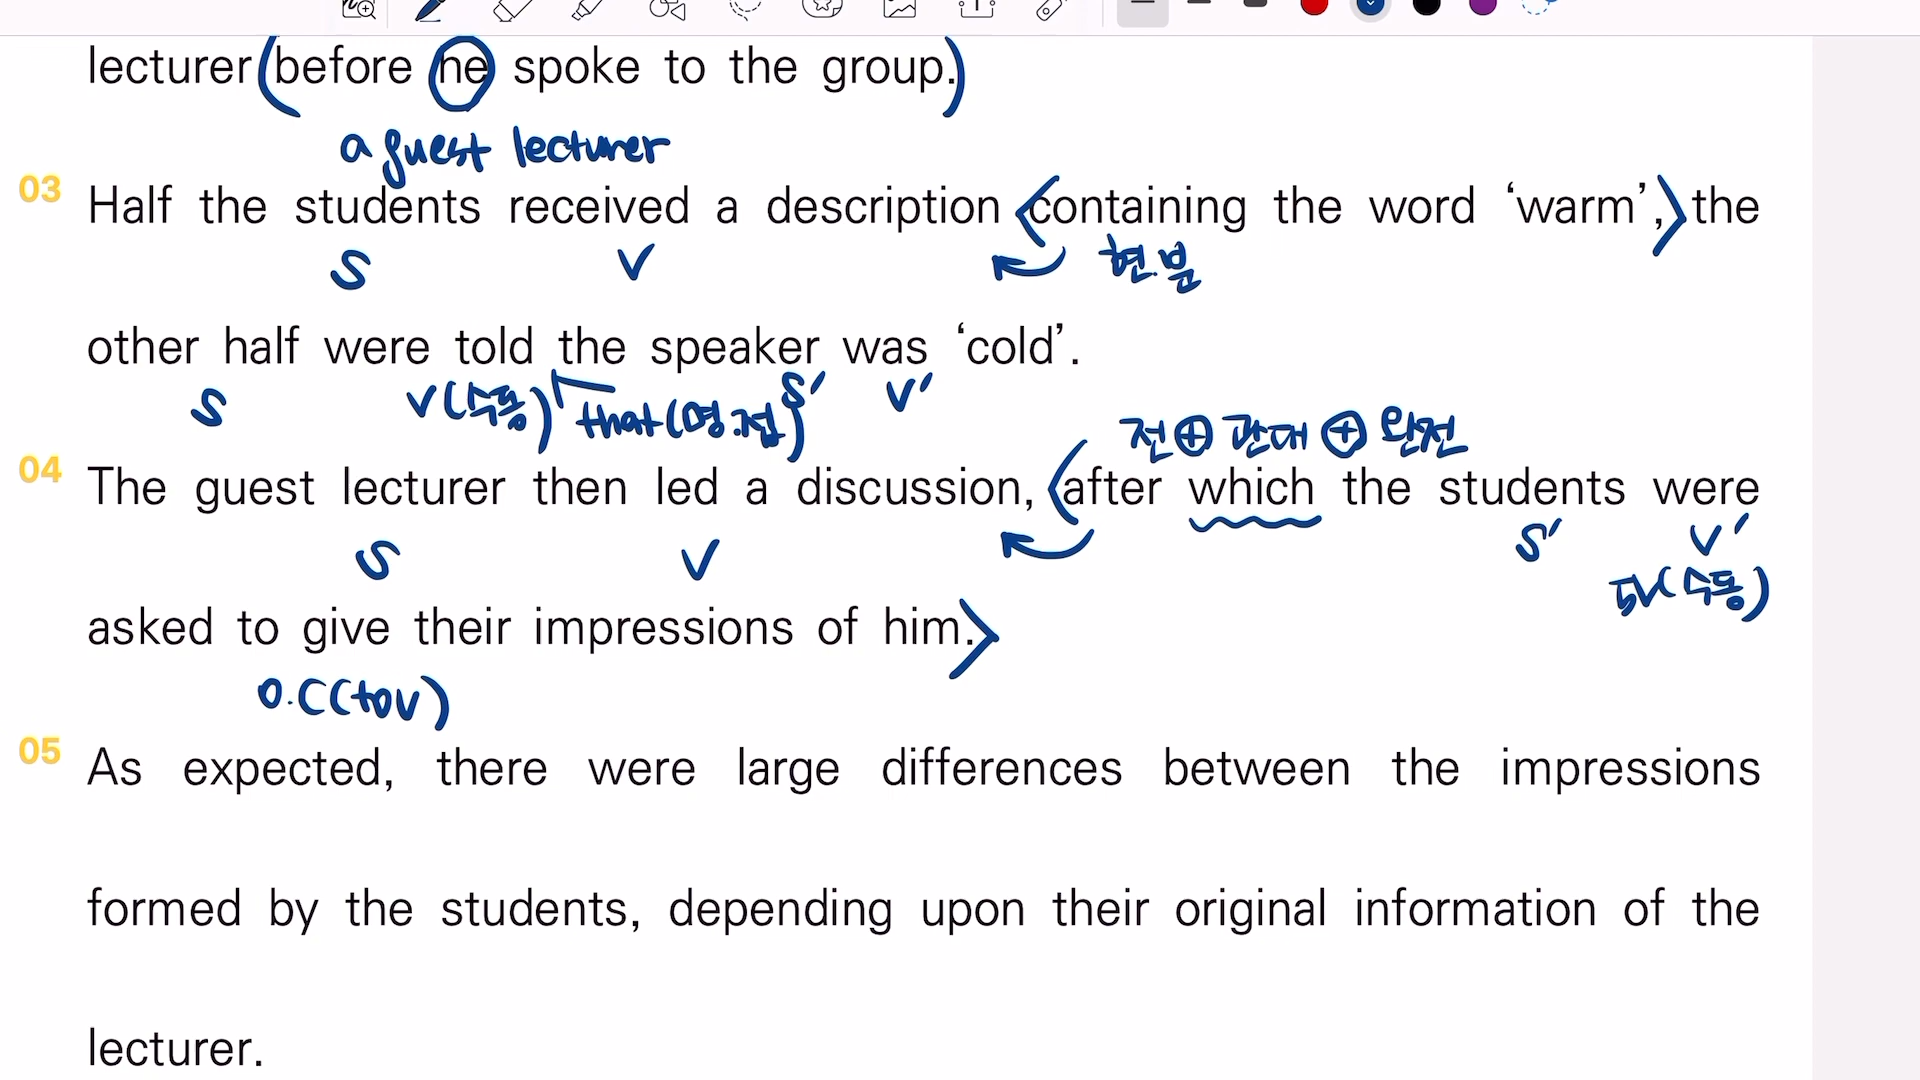 lecturer (before he spoke to the group.)
a guest lecturer
03 Half the students received a description <containing the word ‘warm’,> the
S V 현.분
other half were told the speaker was ‘cold’.
S V(수동) that(명.접) S′ V′
전⊕관대⊕완전
04 The guest lecturer then led a discussion, <after which the students were
S V S′ V′
5V(수동)
asked to give their impressions of him.>
O.C(toV)
05 As expected, there were large differences between the impressions
formed by the students, depending upon their original information of the
lecturer.